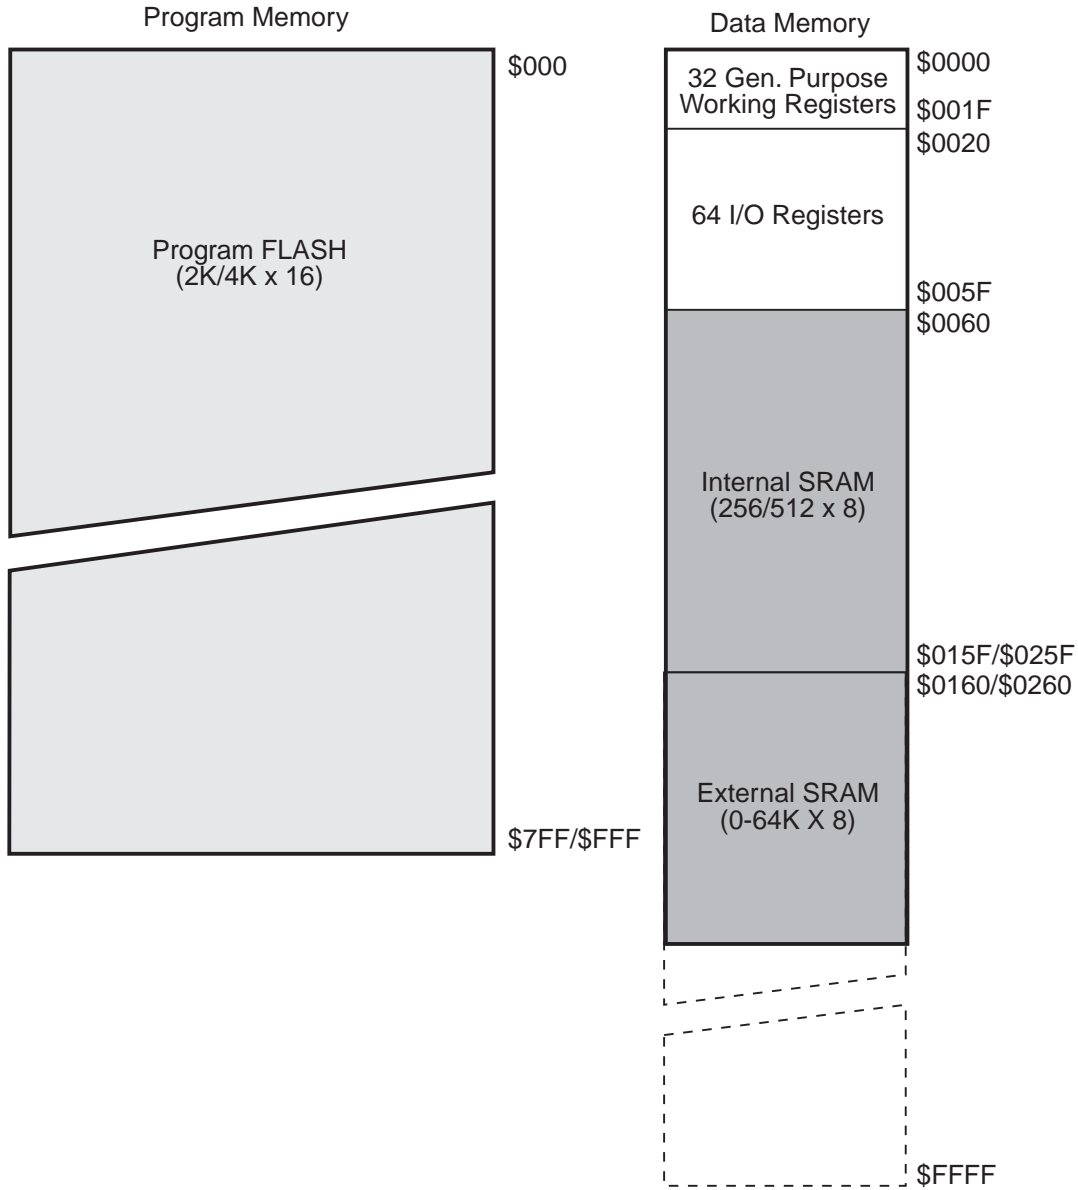 Program Memory
$000
Program FLASH
(2K/4K x 16)
$7FF/$FFF
Data Memory
32 Gen. Purpose
Working Registers
$0000
$001F
$0020
64 I/O Registers
$005F
$0060
Internal SRAM
(256/512 x 8)
$015F/$025F
$0160/$0260
External SRAM
(0-64K X 8)
$FFFF